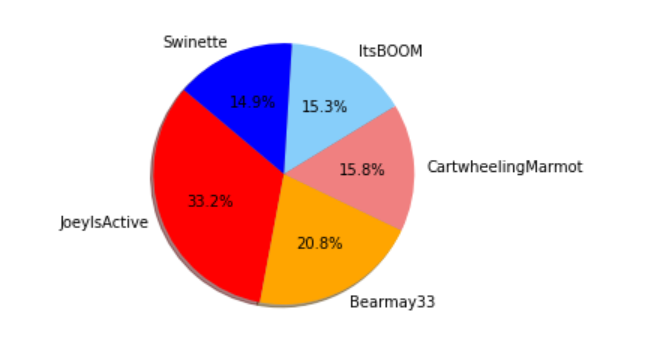 Swinette
ItsBOOM
14.9%
15.3%
15.8%
CartwheelingMarmot
33.2%
JoeyIsActive
20.8%
Bearmay33